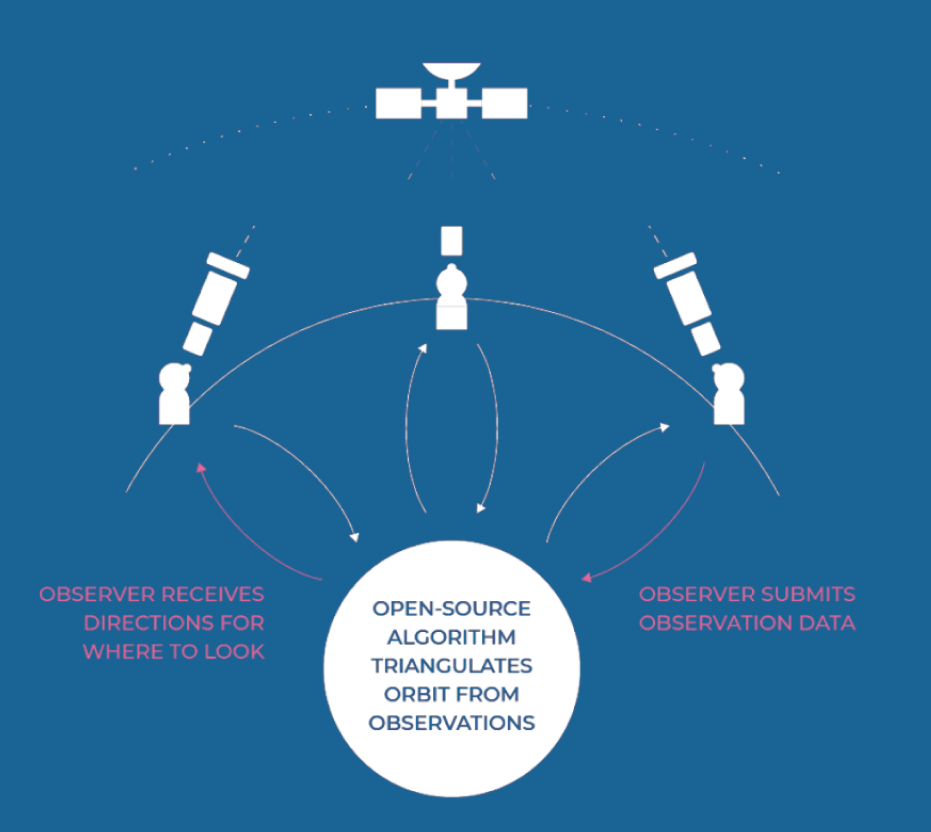 OBSERVER RECEIVES
DIRECTIONS FOR
WHERE TO LOOK
OPEN-SOURCE
ALGORITHM
TRIANGULATES
ORBIT FROM
OBSERVATIONS
OBSERVER SUBMITS
OBSERVATION DATA